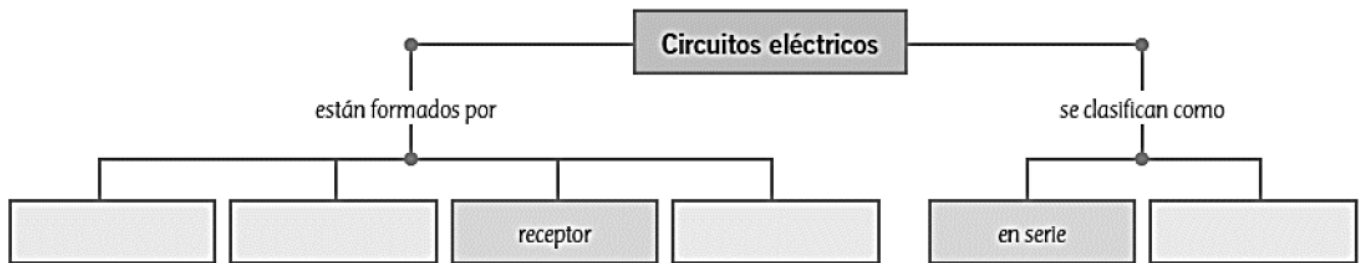 Circuitos eléctricos
están formados por
se clasifican como
receptor
en serie